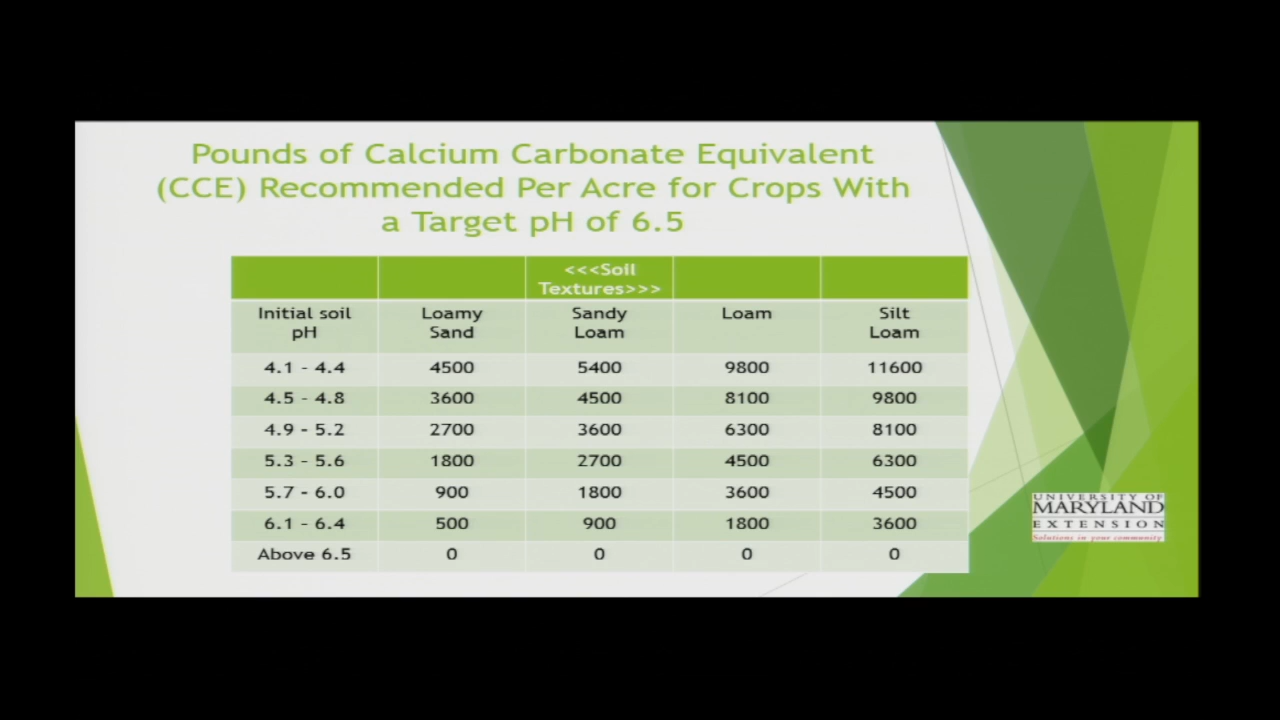 Pounds of Calcium Carbonate Equivalent
(CCE) Recommended Per Acre for Crops With
a Target pH of 6.5
<<<Soil
Textures>>>
Initial soil pH Loamy Sand Sandy Loam Loam Silt Loam
4.1 - 4.4 4500 5400 9800 11600
4.5 - 4.8 3600 4500 8100 9800
4.9 - 5.2 2700 3600 6300 8100
5.3 - 5.6 1800 2700 4500 6300
5.7 - 6.0 900 1800 3600 4500
6.1 - 6.4 500 900 1800 3600
Above 6.5 0 0 0 0
UNIVERSITY OF
MARYLAND
EXTENSION
Solutions in your community